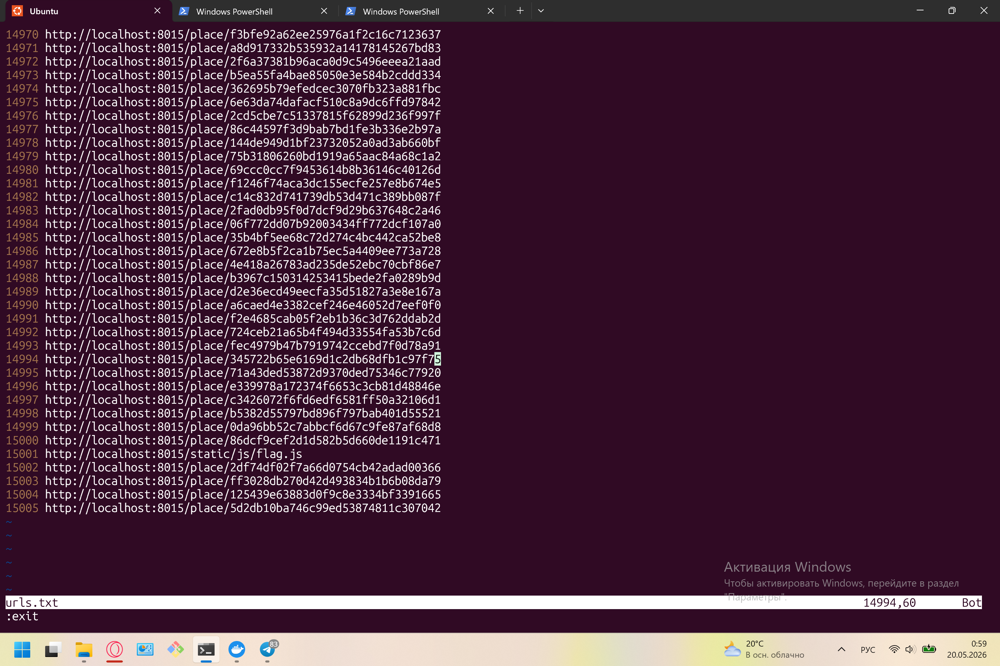 Ubuntu
Windows PowerShell
Windows PowerShell
14970 http://localhost:8015/place/f3bfe92a62ee25976a1f2c16c7123637
14971 http://localhost:8015/place/a8d917332b535932a14178145267bd83
14972 http://localhost:8015/place/2f6a37381b96aca0d9c5496eeea21aad
14973 http://localhost:8015/place/b5ea55fa4bae85050e3e584b2cddd334
14974 http://localhost:8015/place/362695b79efedcec3070fb323a881fbc
14975 http://localhost:8015/place/6e63da74dafacf510c8a9dc6ffd97842
14976 http://localhost:8015/place/2cd5cbe7c51337815f62899d236f997f
14977 http://localhost:8015/place/86c44597f3d9bab7bd1fe3b336e2b97a
14978 http://localhost:8015/place/144de949d1bf23732052a0ad3ab660bf
14979 http://localhost:8015/place/75b31806260bd1919a65aac84a68c1a2
14980 http://localhost:8015/place/69ccc0cc7f9453614b8b36146c40126d
14981 http://localhost:8015/place/f1246f74aca3dc155ecfe257e8b674e5
14982 http://localhost:8015/place/c14c832d741739db53d471c389bb087f
14983 http://localhost:8015/place/2fad0db95f0d7dcf9d29b637648c2a46
14984 http://localhost:8015/place/06f772dd07b92003434ff772dcf107a0
14985 http://localhost:8015/place/35b4bf5ee68c72d274c4bc442ca52be8
14986 http://localhost:8015/place/672e8b5f2ca1b75ec5a4409ee773a728
14987 http://localhost:8015/place/4e418a26783ad235de52ebc70cbf86e7
14988 http://localhost:8015/place/b3967c150314253415bede2fa0289b9d
14989 http://localhost:8015/place/d2e36ecd49eecfa35d51827a3e8e167a
14990 http://localhost:8015/place/a6caed4e3382cef246e46052d7eef0f0
14991 http://localhost:8015/place/f2e4685cab05f2eb1b36c3d762ddab2d
14992 http://localhost:8015/place/724ceb21a65b4f494d33554fa53b7c6d
14993 http://localhost:8015/place/fec4979b47b7919742ccebd7f0d78a91
14994 http://localhost:8015/place/345722b65e6169d1c2db68dfb1c97f75
14995 http://localhost:8015/place/71a43ded53872d9370ded75346c77920
14996 http://localhost:8015/place/e339978a172374f6653c3cb81d48846e
14997 http://localhost:8015/place/c3426072f6fd6edf6581ff50a32106d1
14998 http://localhost:8015/place/b5382d55797bd896f797bab401d55521
14999 http://localhost:8015/place/0da96bb52c7abbcf6d67c9fe87af68d8
15000 http://localhost:8015/place/86dcf9cef2d1d582b5d660de1191c471
15001 http://localhost:8015/static/js/flag.js
15002 http://localhost:8015/place/2df74df02f7a66d0754cb42adad00366
15003 http://localhost:8015/place/ff3028db270d42d493834b1b6b08da79
15004 http://localhost:8015/place/125439e63883d0f9c8e3334bf3391665
15005 http://localhost:8015/place/5d2db10ba746c99ed53874811c307042
~
~
~
~
~
~
Активация Windows
Чтобы активировать Windows, перейдите в раздел
"Параметры".
urls.txt 14994,60 Bot
:exit
83
20°C
В осн. облачно
РУС
0:59
20.05.2026